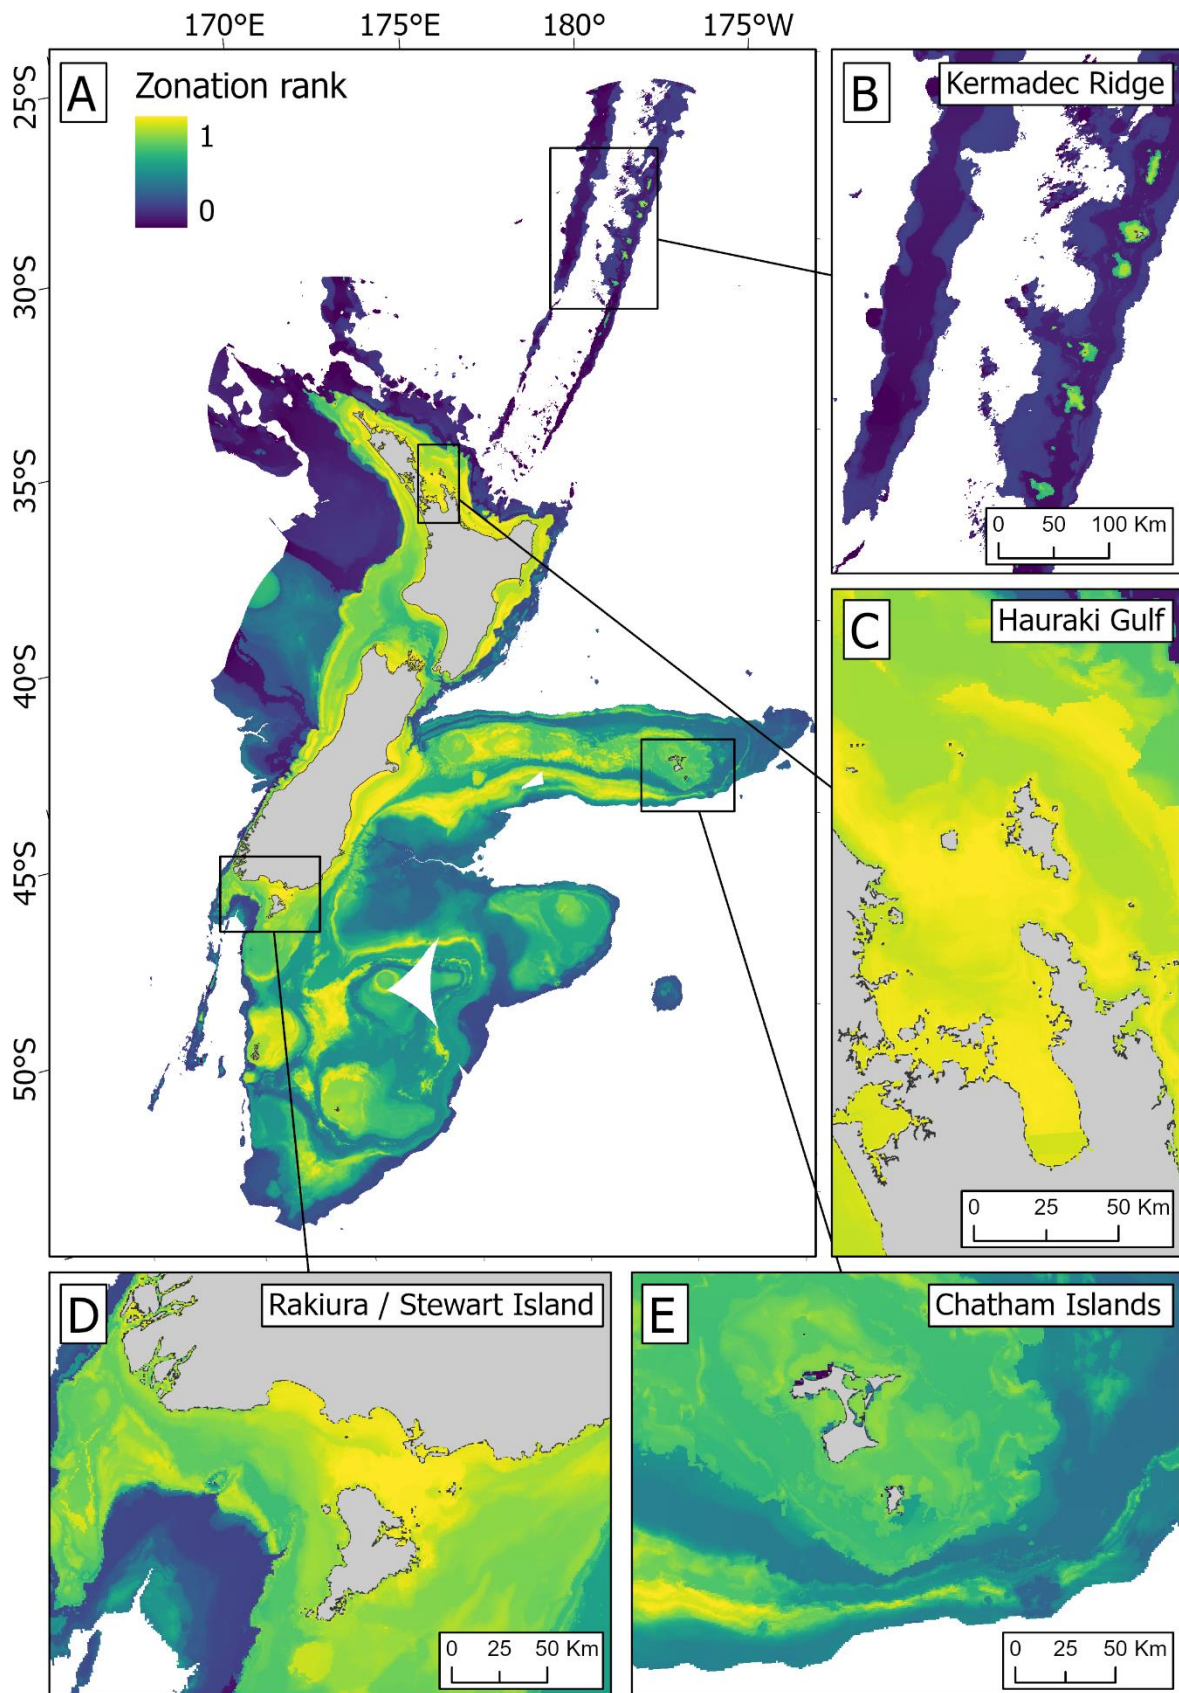 170°E 175°E 180° 175°W
A
Zonation rank
1
0
25°S
30°S
35°S
40°S
45°S
50°S
B
Kermadec Ridge
0 50 100 Km
C
Hauraki Gulf
0 25 50 Km
D
Rakiura / Stewart Island
0 25 50 Km
E
Chatham Islands
0 25 50 Km